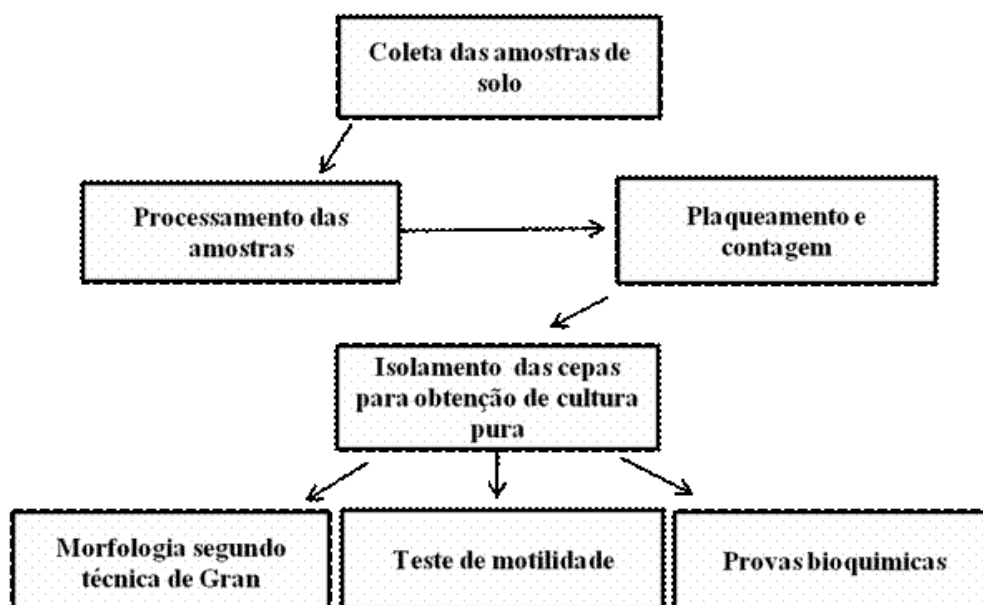 Coleta das amostras de
solo
Processamento das
amostras
Plaqueamento e
contagem
Isolamento das cepas
para obtenção de cultura
pura
Morfologia segundo
técnica de Gran
Teste de motilidade
Provas bioquimicas